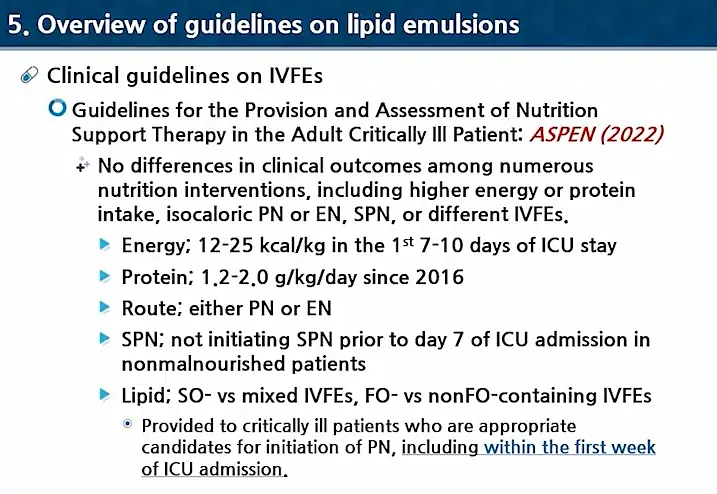 5. Overview of guidelines on lipid emulsions
Clinical guidelines on IVFEs
Guidelines for the Provision and Assessment of Nutrition
Support Therapy in the Adult Critically Ill Patient: ASPEN (2022)
No differences in clinical outcomes among numerous
nutrition interventions, including higher energy or protein
intake, isocaloric PN or EN, SPN, or different IVFEs.
Energy; 12-25 kcal/kg in the 1st 7-10 days of ICU stay
Protein; 1.2-2.0 g/kg/day since 2016
Route; either PN or EN
SPN; not initiating SPN prior to day 7 of ICU admission in
nonmalnourished patients
Lipid; SO- vs mixed IVFEs, FO- vs nonFO-containing IVFEs
Provided to critically ill patients who are appropriate
candidates for initiation of PN, including within the first week
of ICU admission.